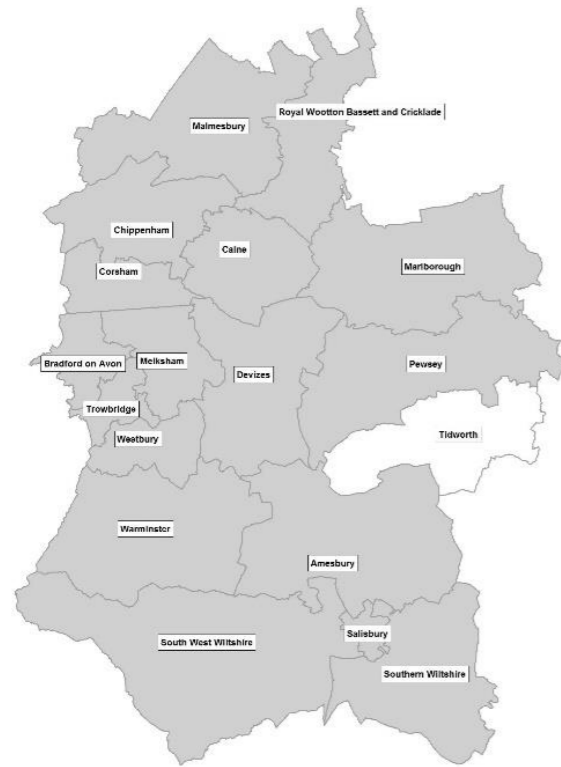 Royal Wootton Bassett and Cricklade
Malmesbury
Chippenham
Calne
Corsham
Marlborough
Bradford on Avon
Melksham
Devizes
Pewsey
Trowbridge
Westbury
Tidworth
Warminster
Amesbury
South West Wiltshire
Salisbury
Southern Wiltshire